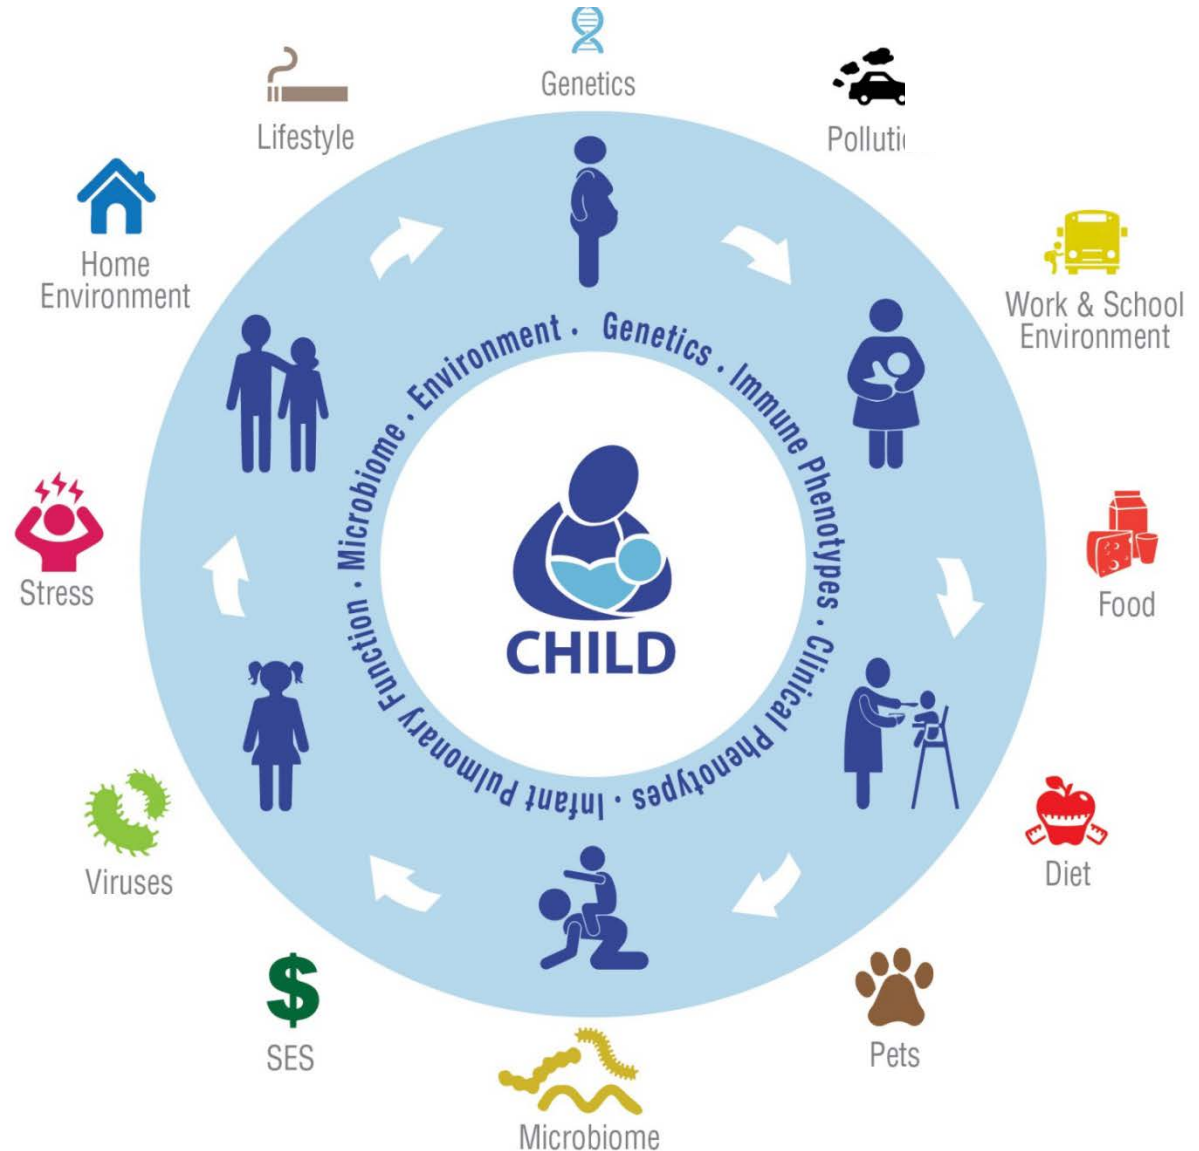 Genetics
Lifestyle
Polluti
Home
Environment
Work & School
Environment
Genetics . Immune Phenotypes . Clinical Phenotypes . Infant Pulmonary Function . Microbiome . Environment .
CHILD
Stress
Food
Viruses
Diet
SES
Pets
Microbiome
$